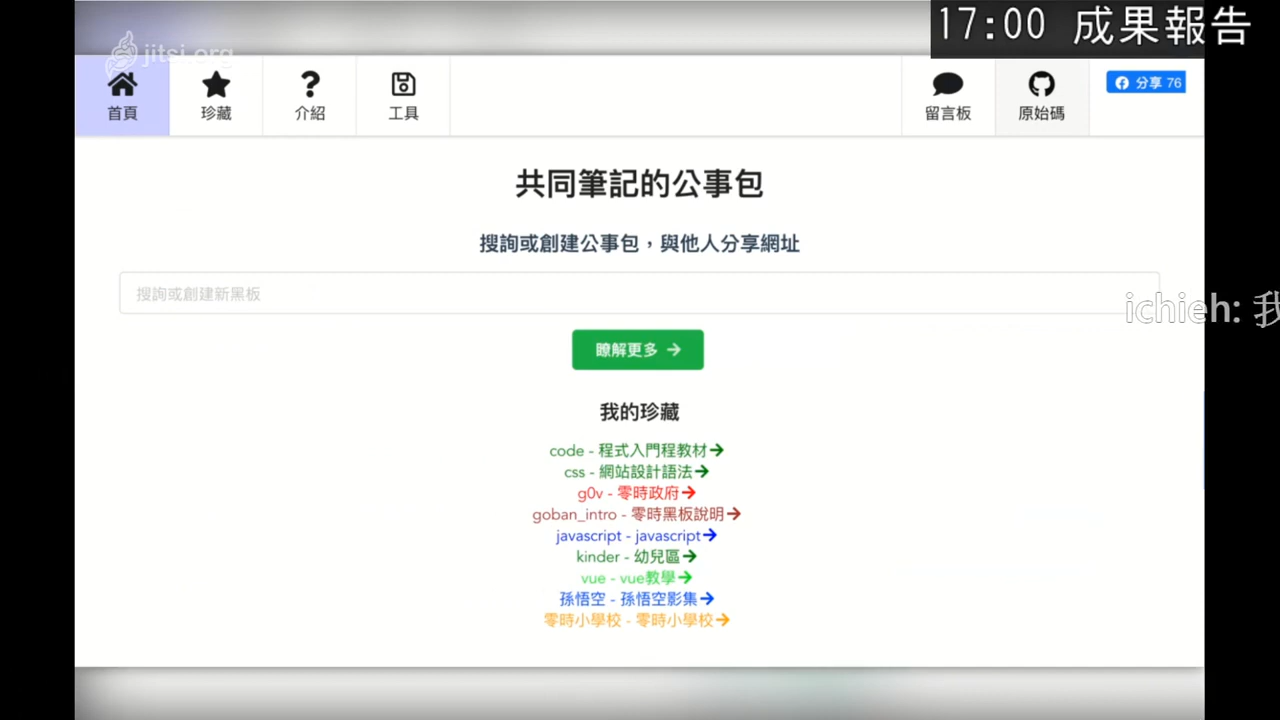 17:00 成果報告
jitsi.org
首頁
珍藏
介紹
工具
留言板
原始碼
分享 76
共同筆記的公事包
搜詢或創建公事包，與他人分享網址
搜詢或創建新黑板
ichieh: 我
瞭解更多
我的珍藏
code - 程式入門程教材
css - 網站設計語法
g0v - 零時政府
goban_intro - 零時黑板說明
javascript - javascript
kinder - 幼兒區
vue - vue教學
孫悟空 - 孫悟空影集
零時小學校 - 零時小學校